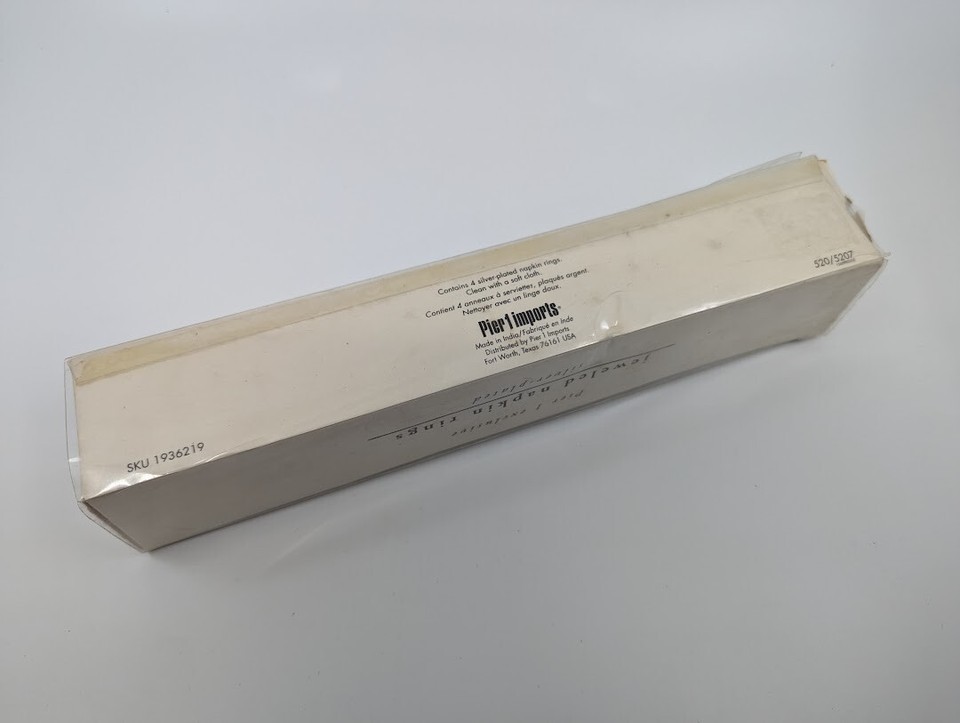 Contains 4 silver-plated napkin rings.
Clean with a soft cloth.
Contient 4 anneaux à serviettes, plaqués argent.
Nettoyer avec un linge doux.
Pier 1 imports®
Made in India/Fabriqué en Inde
Distributed by Pier 1 Imports
Fort Worth, Texas 76161 USA
520/5207
SKU 1936219
Pier 1 exclusive
jeweled napkin rings
silver-plated